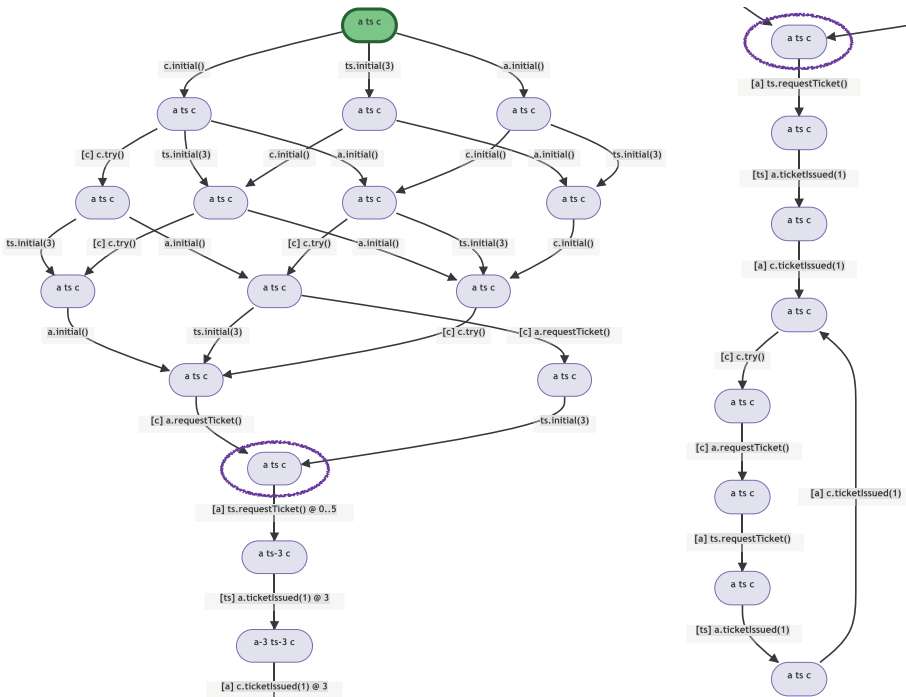 a ts c
c.initial()
ts.initial(3)
a.initial()
a ts c
a ts c
a ts c
[c] c.try()
ts.initial(3)
c.initial()
a.initial()
c.initial()
a.initial()
ts.initial(3)
a ts c
a ts c
a ts c
a ts c
ts.initial(3)
[c] c.try()
a.initial()
[c] c.try()
a.initial()
ts.initial(3)
c.initial()
a ts c
a ts c
a ts c
a.initial()
ts.initial(3)
[c] c.try()
[c] a.requestTicket()
a ts c
a ts c
[c] a.requestTicket()
ts.initial(3)
a ts c
[a] ts.requestTicket() @ 0..5
a ts-3 c
[ts] a.ticketIssued(1) @ 3
a-3 ts-3 c
[a] c.ticketIssued(1) @ 3
a ts c
[a] ts.requestTicket()
a ts c
[ts] a.ticketIssued(1)
a ts c
[a] c.ticketIssued(1)
a ts c
[c] c.try()
a ts c
[c] a.requestTicket()
a ts c
[a] c.ticketIssued(1)
[a] ts.requestTicket()
a ts c
[ts] a.ticketIssued(1)
a ts c